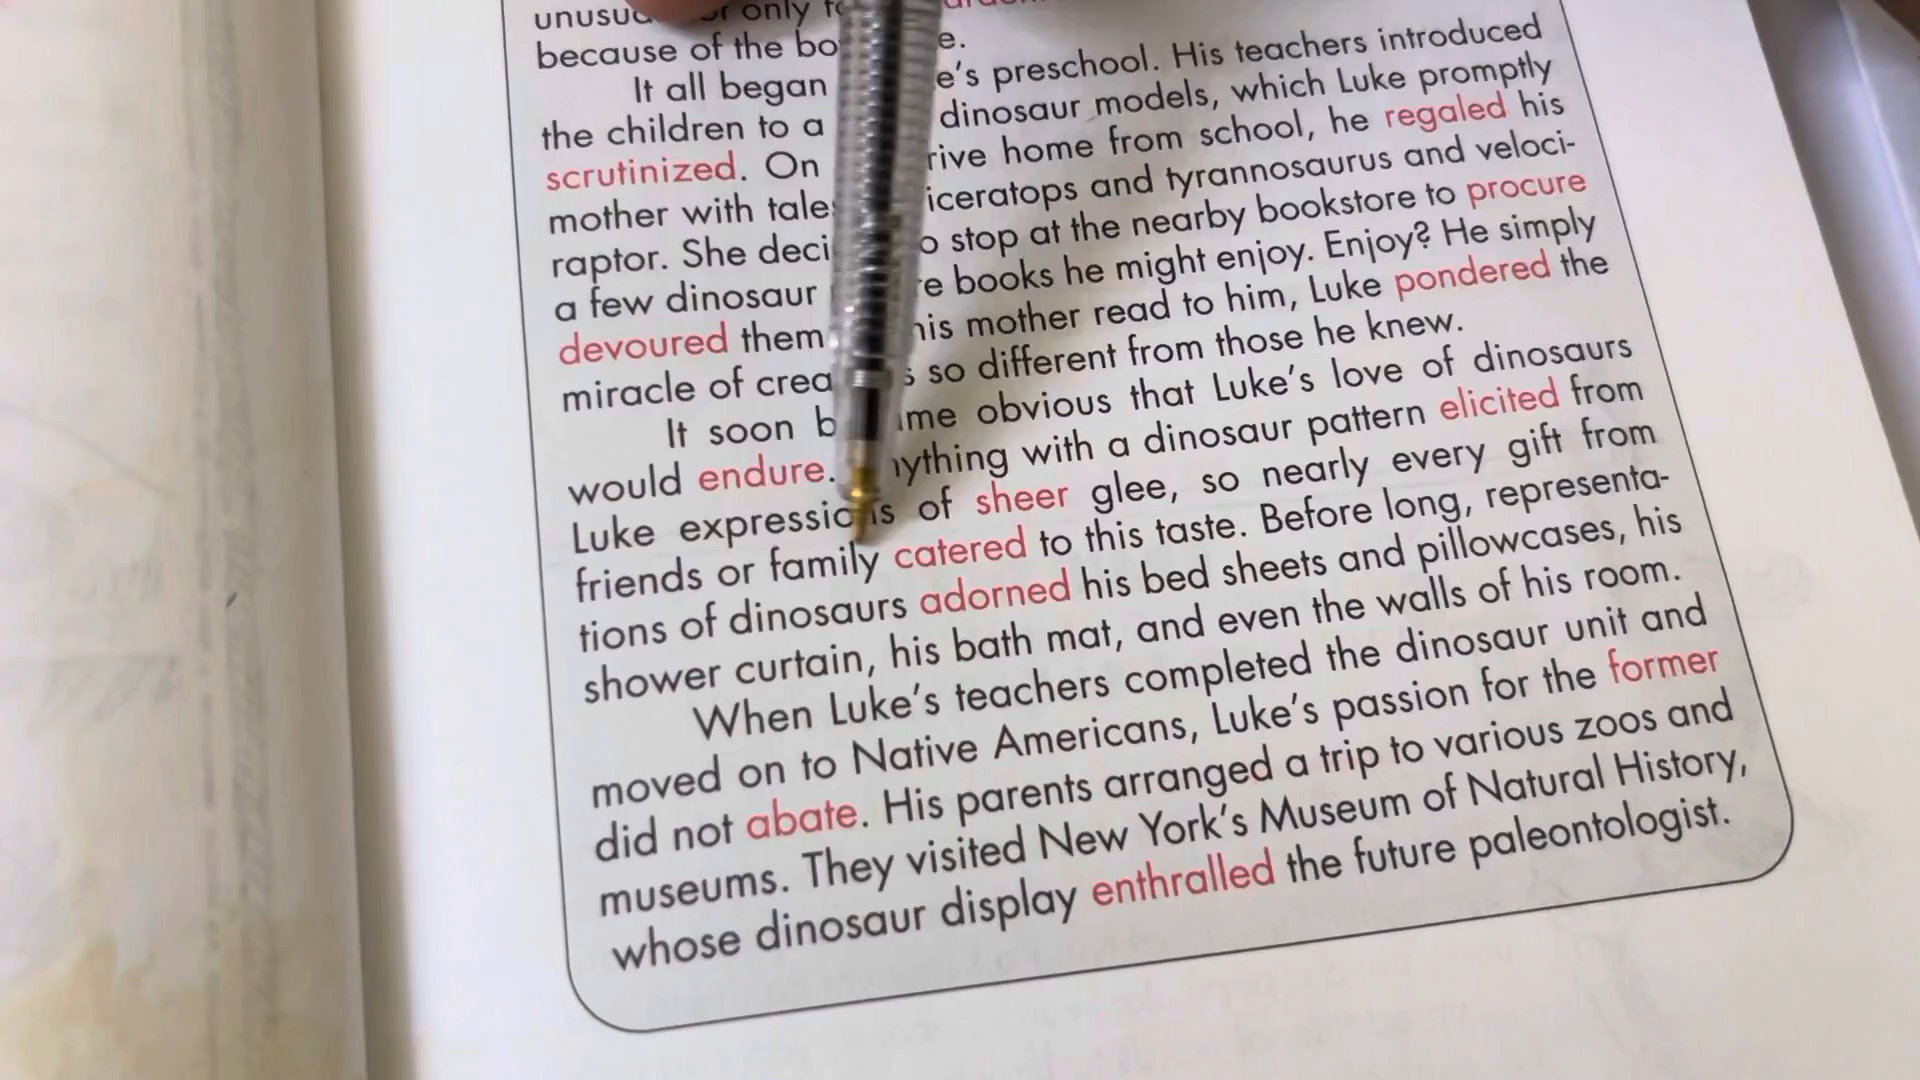 only
because of the
It all began e's preschool. His teachers introduced
the children to a dinosaur models, which Luke promptly
scrutinized. On rive home from school, he regaled his
mother with tales iceratops and tyrannosaurus and veloci-
raptor. She deci o stop at the nearby bookstore to procure
a few dinosaur e books he might enjoy. Enjoy? He simply
devoured them his mother read to him, Luke pondered the
miracle of crea s so different from those he knew.
It soon b me obvious that Luke's love of dinosaurs
would endure. ything with a dinosaur pattern elicited from
Luke expressions of sheer glee, so nearly every gift from
friends or family catered to this taste. Before long, representa-
tions of dinosaurs adorned his bed sheets and pillowcases, his
shower curtain, his bath mat, and even the walls of his room.
When Luke's teachers completed the dinosaur unit and
moved on to Native Americans, Luke's passion for the former
did not abate. His parents arranged a trip to various zoos and
museums. They visited New York's Museum of Natural History,
whose dinosaur display enthralled the future paleontologist.